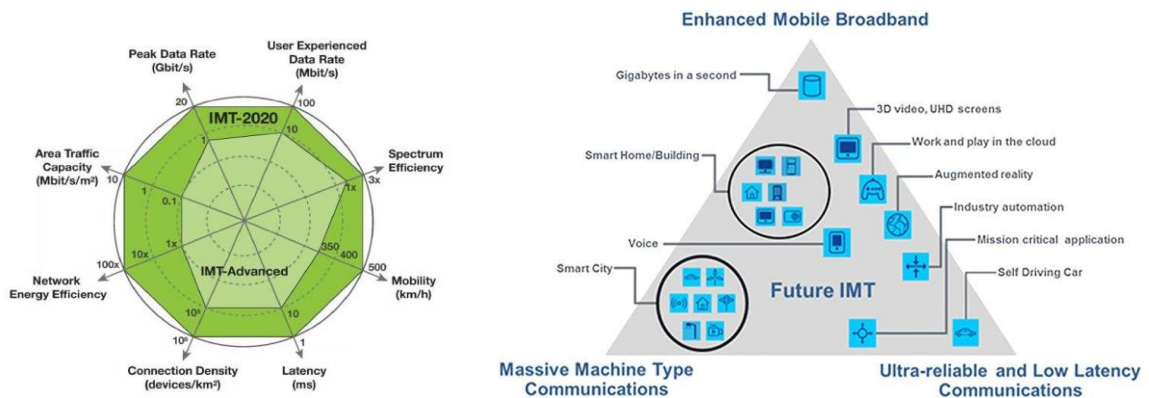 Peak Data Rate
(Gbit/s)
User Experienced
Data Rate
(Mbit/s)
20
100
IMT-2020
1
10
Area Traffic
Capacity
(Mbit/s/m²)
Spectrum
Efficiency
10
1
0.1
1x
3x
1x
10x
100x
350
400
500
Network
Energy Efficiency
IMT-Advanced
Mobility
(km/h)
10⁵
10
10⁶
1
Connection Density
(devices/km²)
Latency
(ms)
Enhanced Mobile Broadband
Gigabytes in a second
3D video, UHD screens
Smart Home/Building
Work and play in the cloud
Augmented reality
Industry automation
Voice
Mission critical application
Smart City
Self Driving Car
Future IMT
Massive Machine Type
Communications
Ultra-reliable and Low Latency
Communications